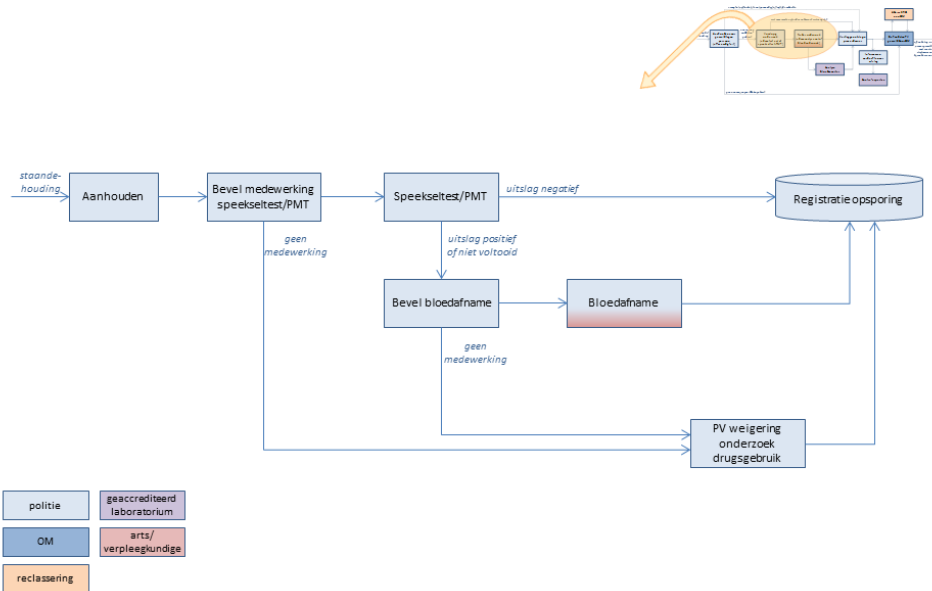 staande-
houding
Aanhouden
Bevel medewerking
speekseltest/PMT
Speekseltest/PMT
uitslag negatief
Registratie opsporing
geen
medewerking
uitslag positief
of niet voltooid
Bevel bloedafname
Bloedafname
geen
medewerking
PV weigering
onderzoek
drugsgebruik
politie
geaccrediteerd
laboratorium
OM
arts/
verpleegkundige
reclassering